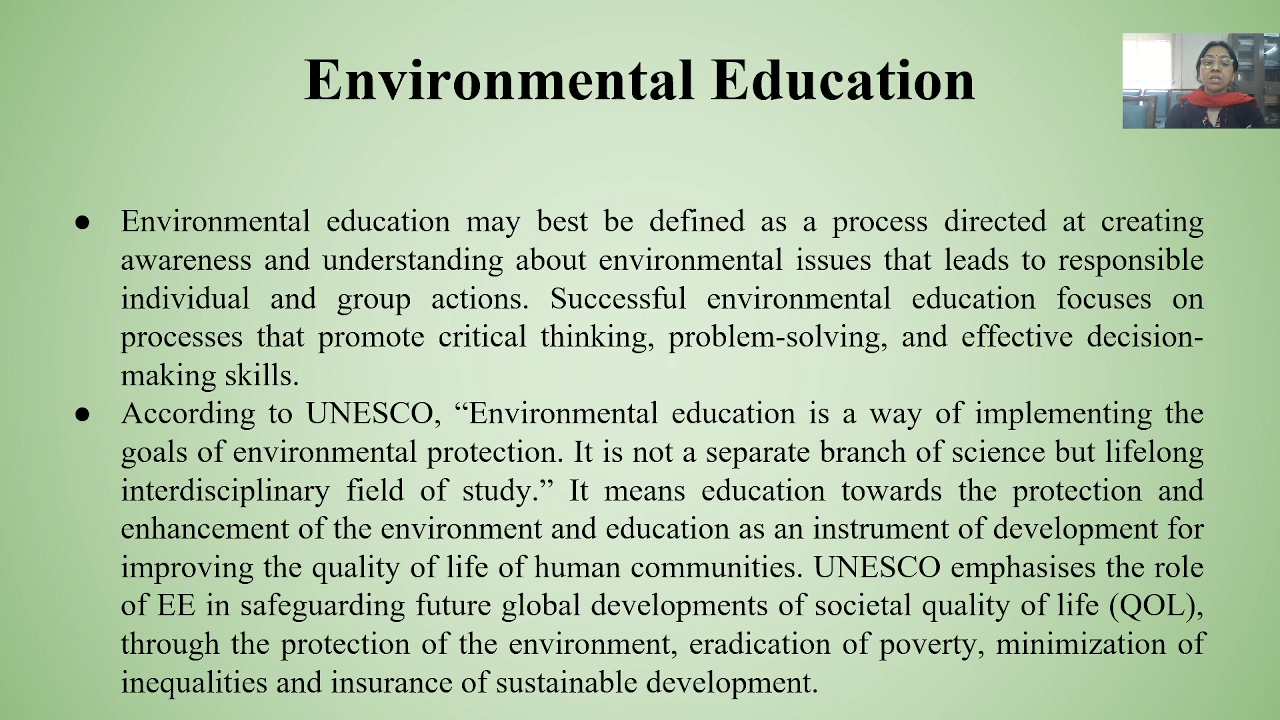 Environmental Education
● Environmental education may best be defined as a process directed at creating
awareness and understanding about environmental issues that leads to responsible
individual and group actions. Successful environmental education focuses on
processes that promote critical thinking, problem-solving, and effective decision-
making skills.
● According to UNESCO, “Environmental education is a way of implementing the
goals of environmental protection. It is not a separate branch of science but lifelong
interdisciplinary field of study.” It means education towards the protection and
enhancement of the environment and education as an instrument of development for
improving the quality of life of human communities. UNESCO emphasises the role
of EE in safeguarding future global developments of societal quality of life (QOL),
through the protection of the environment, eradication of poverty, minimization of
inequalities and insurance of sustainable development.